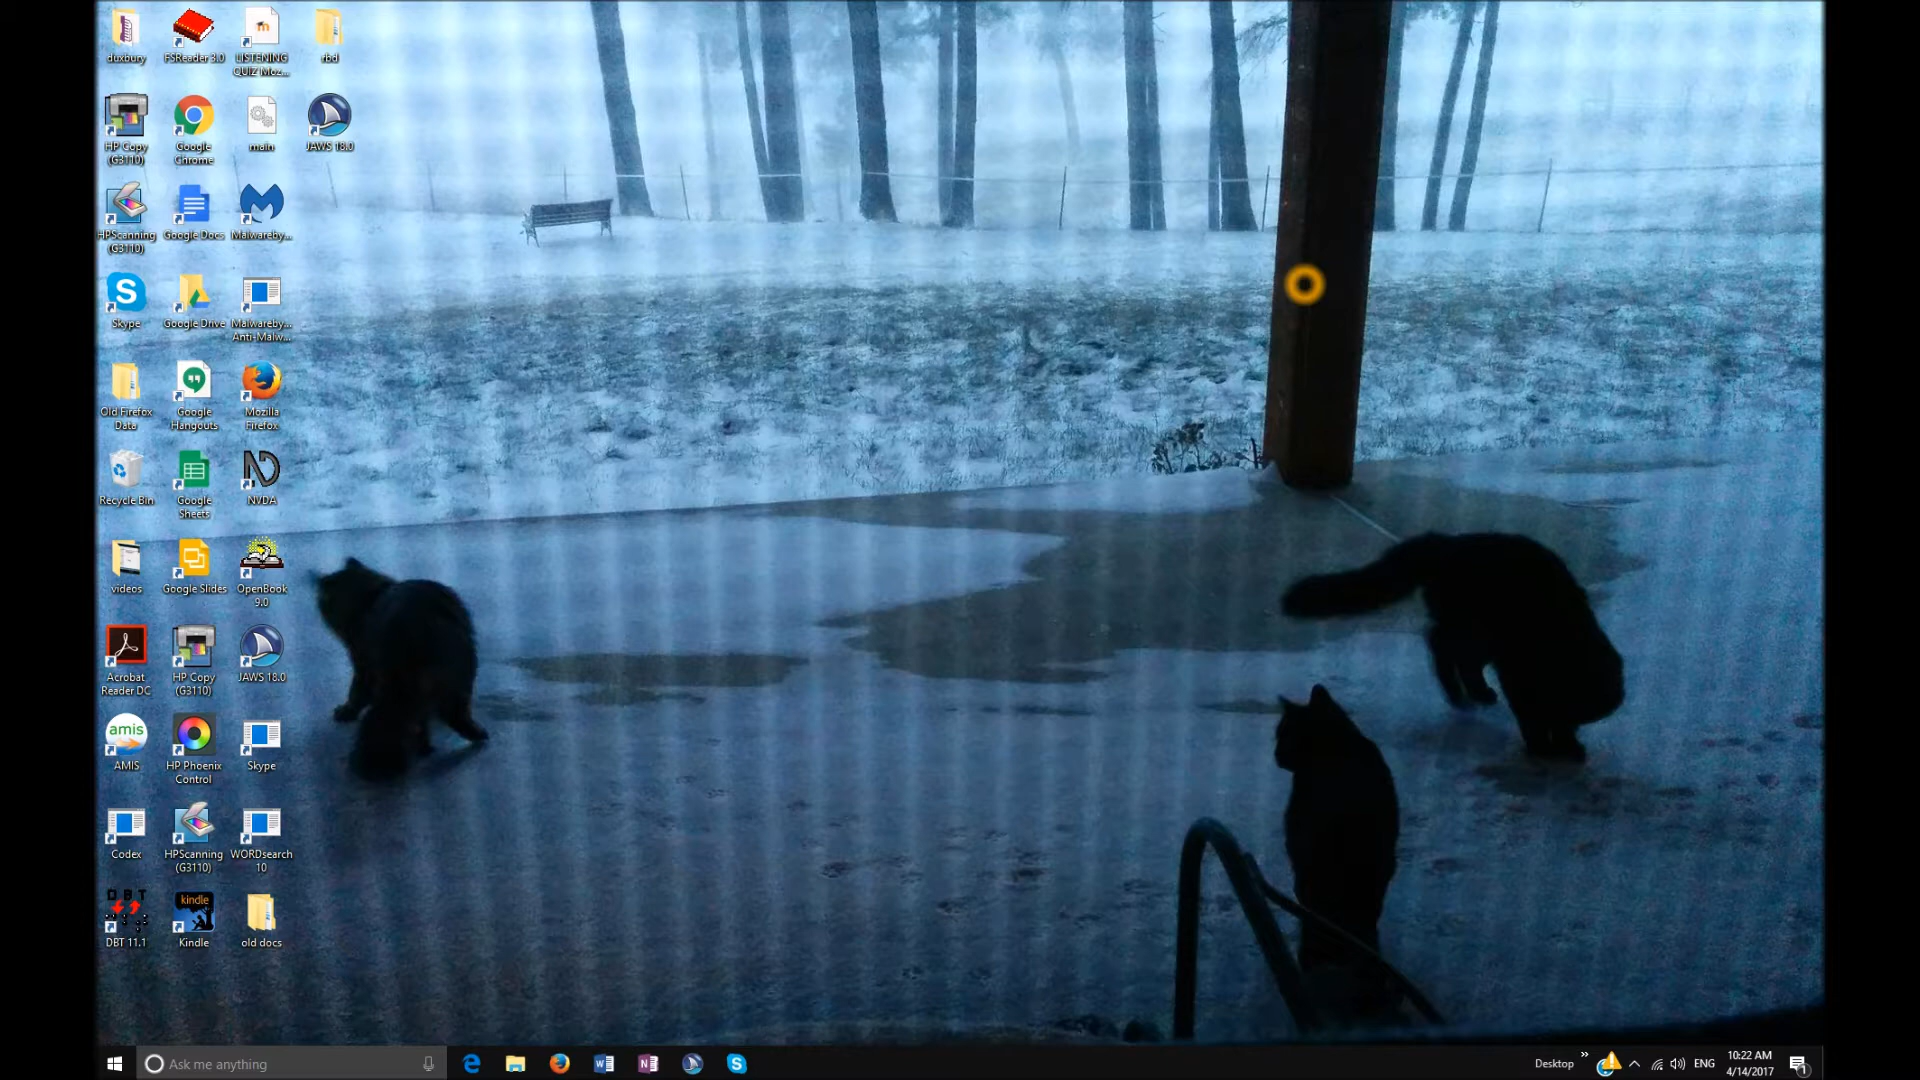 duxbury
FSReader 3.0
LISTENING
QUIZ Moz...
rbd
HP Copy
(G3110)
Google
Chrome
main
JAWS 18.0
HPScanning
(G3110)
Google Docs
Malwareby...
Skype
Google Drive
Malwareby...
Anti-Malw...
Old Firefox
Data
Google
Hangouts
Mozilla
Firefox
Recycle Bin
Google
Sheets
NVDA
videos
Google Slides
OpenBook
9.0
Acrobat
Reader DC
HP Copy
(G3110)
JAWS 18.0
amis
AMIS
HP Phoenix
Control
Skype
Codex
HPScanning
(G3110)
WORDsearch
10
DBT
DBT 11.1
kindle
Kindle
old docs
Ask me anything
Desktop
ENG
10:22 AM
4/14/2017
1